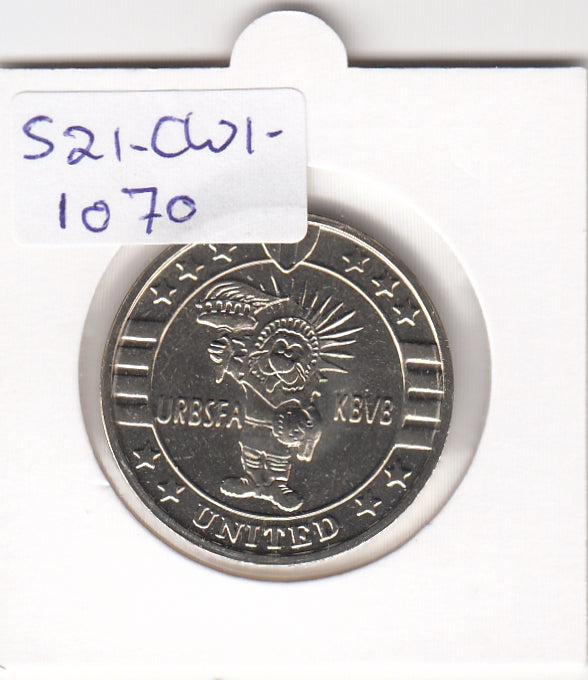 S21-CW1-
1070
URBSFA KBVB
UNITED